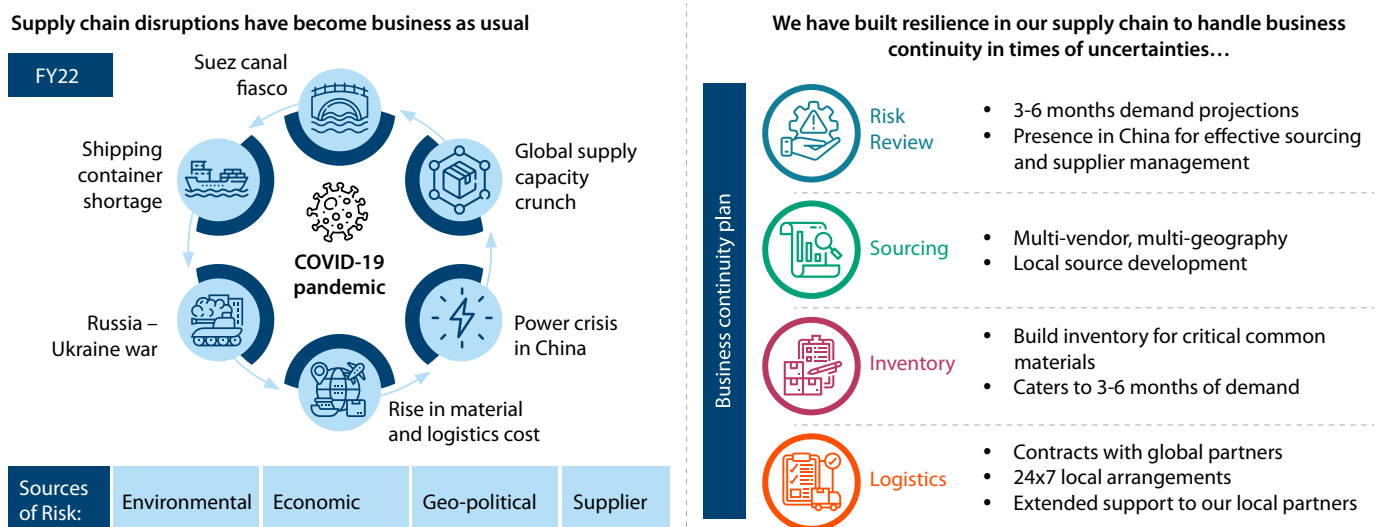 Supply chain disruptions have become business as usual
FY22
Suez canal
fiasco
Shipping
container
shortage
Global supply
capacity
crunch
COVID-19
pandemic
Russia –
Ukraine war
Power crisis
in China
Rise in material
and logistics cost
Sources
of Risk:
Environmental
Economic
Geo-political
Supplier
We have built resilience in our supply chain to handle business
continuity in times of uncertainties…
Business continuity plan
Risk
Review
• 3-6 months demand projections
• Presence in China for effective sourcing
and supplier management
Sourcing
• Multi-vendor, multi-geography
• Local source development
Inventory
• Build inventory for critical common
materials
• Caters to 3-6 months of demand
Logistics
• Contracts with global partners
• 24x7 local arrangements
• Extended support to our local partners